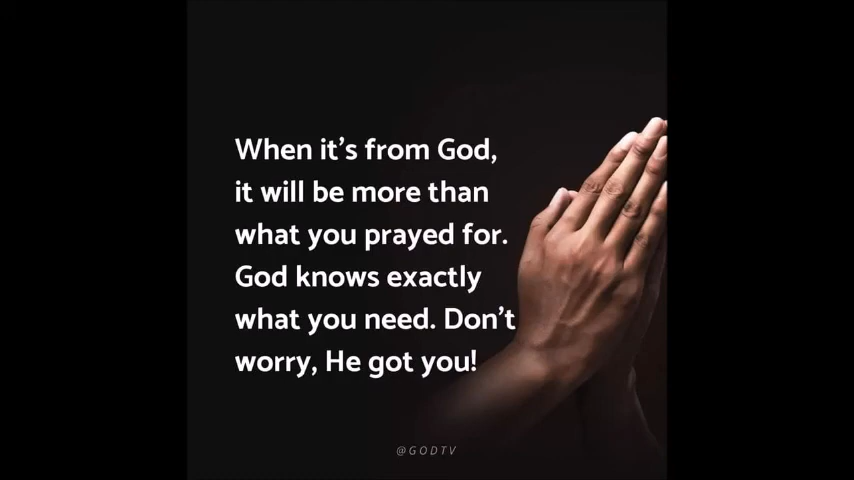 When it's from God,
it will be more than
what you prayed for.
God knows exactly
what you need. Don't
worry, He got you!
@GODTV